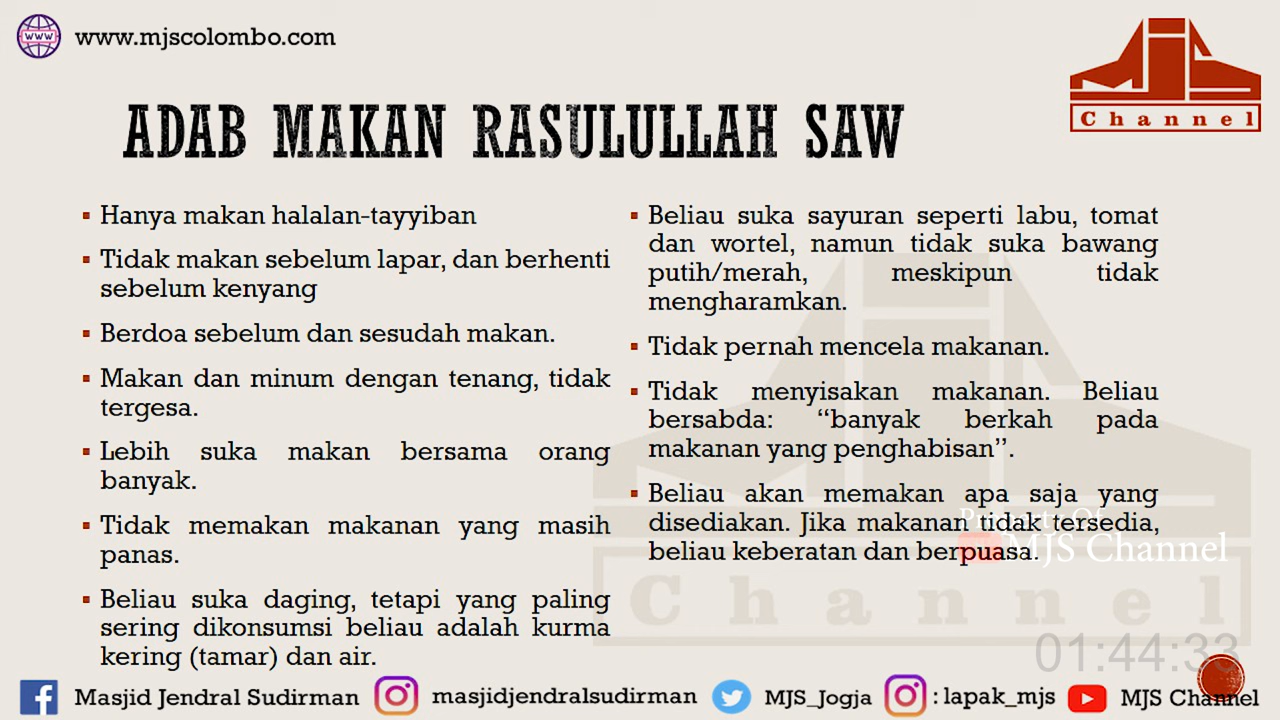 www.mjscolombo.com
MJS
Channel
ADAB MAKAN RASULULLAH SAW
Hanya makan halalan-tayyiban
Tidak makan sebelum lapar, dan berhenti
sebelum kenyang
Berdoa sebelum dan sesudah makan.
Makan dan minum dengan tenang, tidak
tergesa.
Lebih suka makan bersama orang
banyak.
Tidak memakan makanan yang masih
panas.
Beliau suka daging, tetapi yang paling
sering dikonsumsi beliau adalah kurma
kering (tamar) dan air.
Beliau suka sayuran seperti labu, tomat
dan wortel, namun tidak suka bawang
putih/merah, meskipun tidak
mengharamkan.
Tidak pernah mencela makanan.
Tidak menyisakan makanan. Beliau
bersabda: “banyak berkah pada
makanan yang penghabisan”.
Beliau akan memakan apa saja yang
disediakan. Jika makanan tidak tersedia,
beliau keberatan dan berpuasa.
Property Of
MJS Channel
Channel
01:44:33
Masjid Jendral Sudirman masjidjendralsudirman MJS_Jogja : lapak_mjs MJS Channel